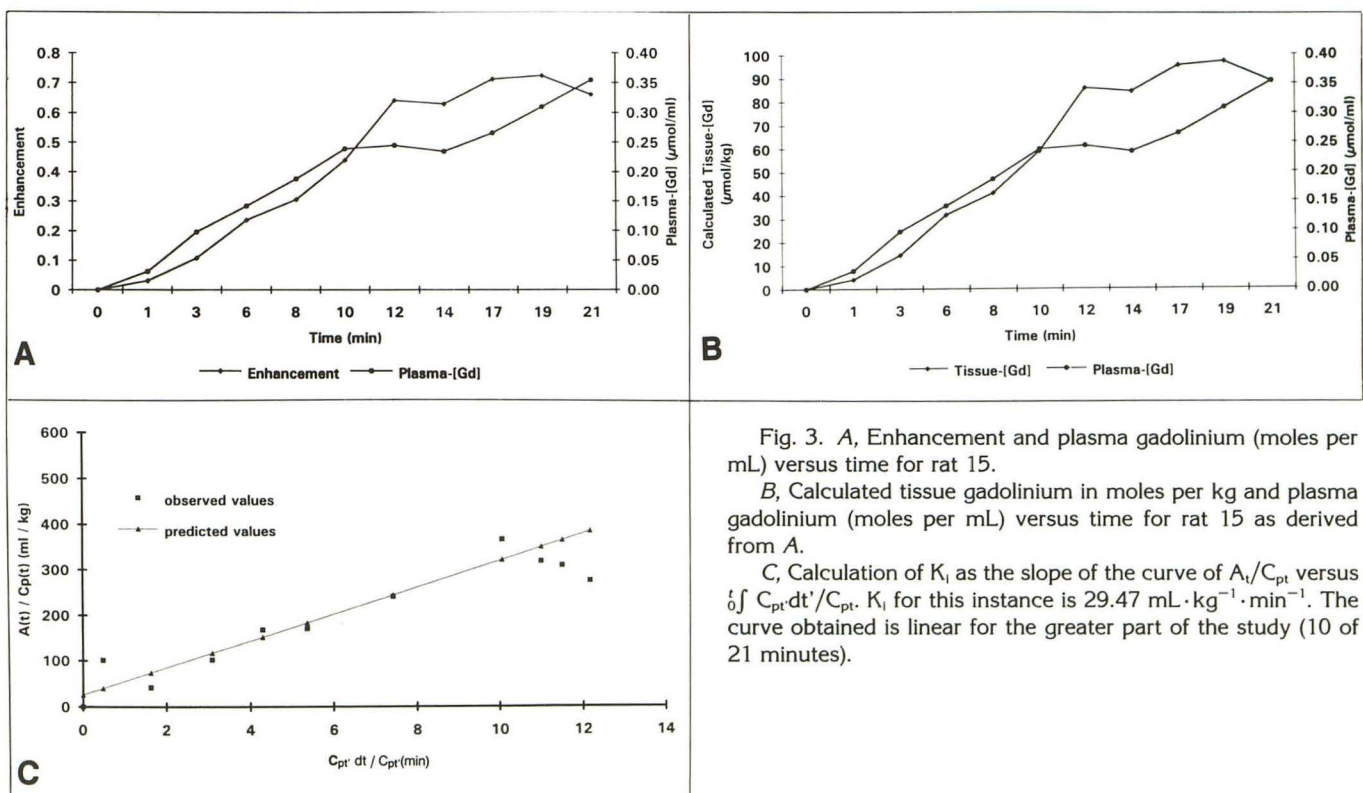 0.8
0.7
0.6
0.5
0.4
0.3
0.2
0.1
0
Enhancement
0.40
0.35
0.30
0.25
0.20
0.15
0.10
0.05
0.00
Plasma-[Gd] (µmol/ml)
0 1 3 6 8 10 12 14 17 19 21
Time (min)
A
Enhancement Plasma-[Gd]
100
90
80
70
60
50
40
30
20
10
0
Calculated Tissue-[Gd]
(µmol/kg)
0.40
0.35
0.30
0.25
0.20
0.15
0.10
0.05
0.00
Plasma-[Gd] (µmol/ml)
0 1 3 6 8 10 12 14 17 19 21
Time (min)
B
Tissue-[Gd] Plasma-[Gd]
600
500
400
300
200
100
0
A(t) / Cp(t) (ml / kg)
observed values
predicted values
0 2 4 6 8 10 12 14
Cpt' dt / Cpt'(min)
C
Fig. 3. A, Enhancement and plasma gadolinium (moles per
mL) versus time for rat 15.
B, Calculated tissue gadolinium in moles per kg and plasma
gadolinium (moles per mL) versus time for rat 15 as derived
from A.
C, Calculation of Kᵢ as the slope of the curve of Aₜ/Cₚₜ versus
ᵗ₀∫ Cₚₜ·dt'/Cₚₜ. Kᵢ for this instance is 29.47 mL·kg⁻¹·min⁻¹. The
curve obtained is linear for the greater part of the study (10 of
21 minutes).